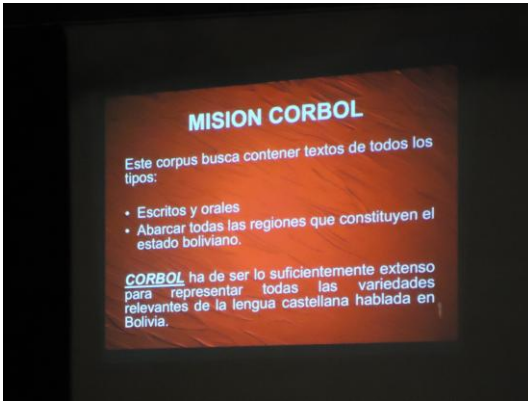 MISION CORBOL
Este corpus busca contener textos de todos los
tipos:
• Escritos y orales
• Abarcar todas las regiones que constituyen el
estado boliviano.
CORBOL ha de ser lo suficientemente extenso
para representar todas las variedades
relevantes de la lengua castellana hablada en
Bolivia.